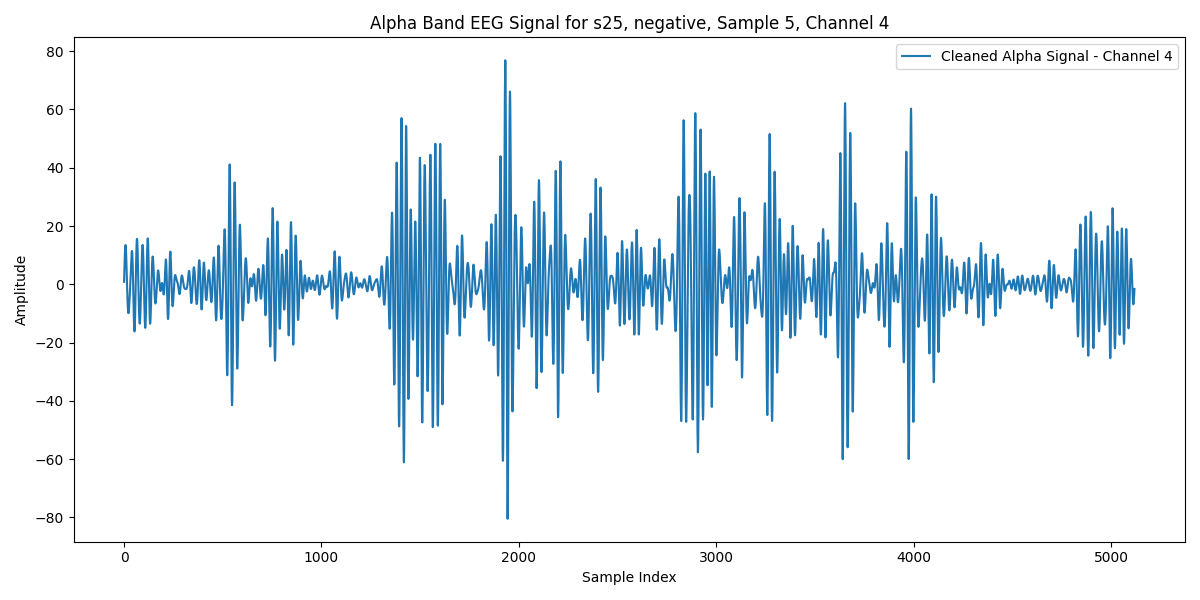 Alpha Band EEG Signal for s25, negative, Sample 5, Channel 4
Cleaned Alpha Signal - Channel 4
Amplitude
80
60
40
20
0
−20
−40
−60
−80
0 1000 2000 3000 4000 5000
Sample Index